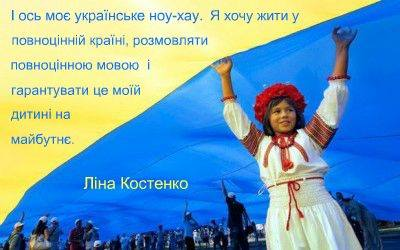 І ось моє українське ноу-хау. Я хочу жити у
повноцінній країні, розмовляти
повноцінною мовою і
гарантувати це моїй
дитині на
майбутнє.
Ліна Костенко